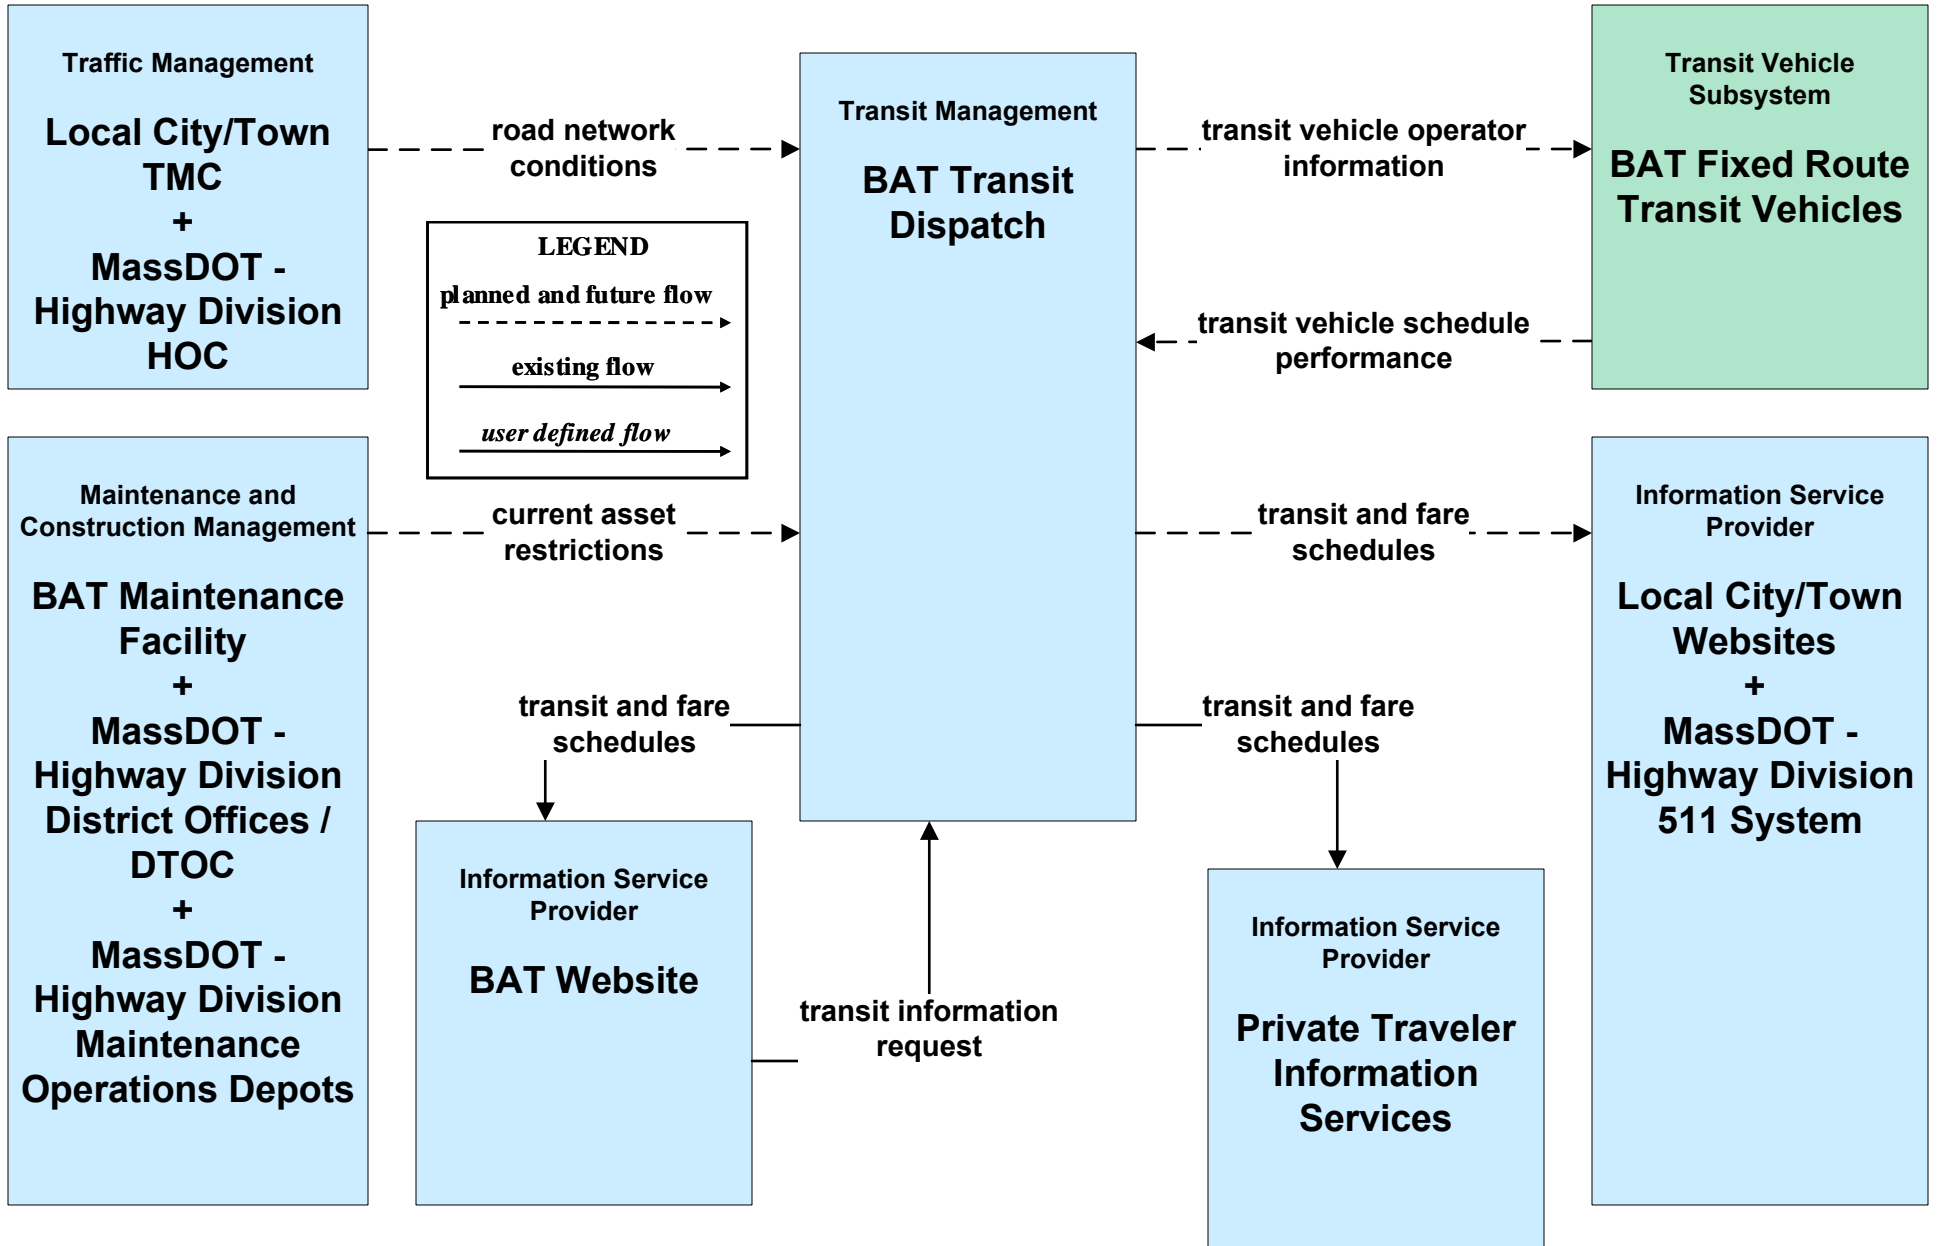 Traffic Management
Local City/Town
TMC
+
MassDOT -
Highway Division
HOC
road network
conditions
Transit Management
BAT Transit
Dispatch
transit vehicle operator
information
Transit Vehicle
Subsystem
BAT Fixed Route
Transit Vehicles
LEGEND
planned and future flow
existing flow
user defined flow
transit vehicle schedule
performance
Maintenance and
Construction Management
BAT Maintenance
Facility
+
MassDOT -
Highway Division
District Offices /
DTOC
+
MassDOT -
Highway Division
Maintenance
Operations Depots
current asset
restrictions
transit and fare
schedules
Information Service
Provider
Local City/Town
Websites
+
MassDOT -
Highway Division
511 System
transit and fare
schedules
transit and fare
schedules
Information Service
Provider
BAT Website
transit information
request
Information Service
Provider
Private Traveler
Information
Services